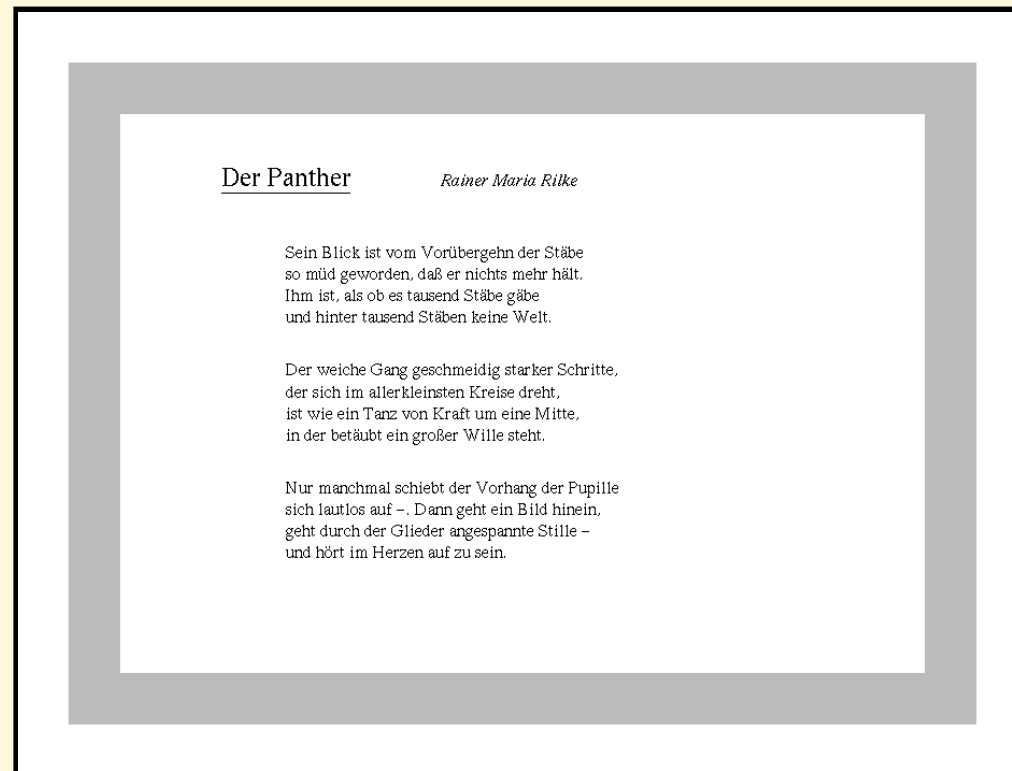 Der Panther Rainer Maria Rilke
Sein Blick ist vom Vorübergehn der Stäbe
so müd geworden, daß er nichts mehr hält.
Ihm ist, als ob es tausend Stäbe gäbe
und hinter tausend Stäben keine Welt.
Der weiche Gang geschmeidig starker Schritte,
der sich im allerkleinsten Kreise dreht,
ist wie ein Tanz von Kraft um eine Mitte,
in der betäubt ein großer Wille steht.
Nur manchmal schiebt der Vorhang der Pupille
sich lautlos auf –. Dann geht ein Bild hinein,
geht durch der Glieder angespannte Stille –
und hört im Herzen auf zu sein.